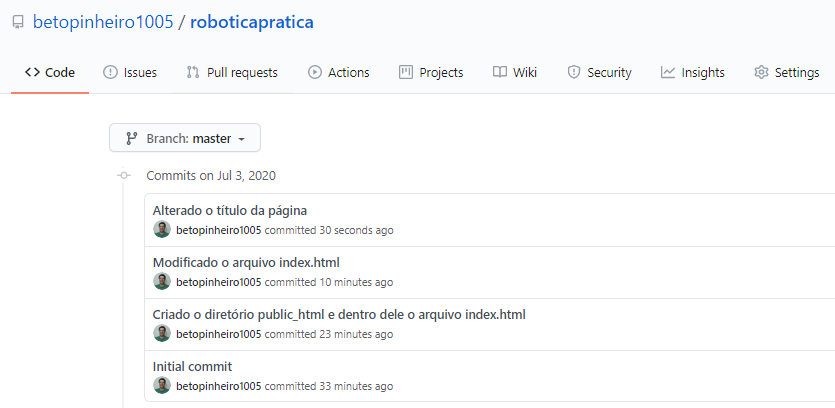 betopinheiro1005 / roboticapratica
Code Issues Pull requests Actions Projects Wiki Security Insights Settings
Branch: master
Commits on Jul 3, 2020
Alterado o título da página
betopinheiro1005 committed 30 seconds ago
Modificado o arquivo index.html
betopinheiro1005 committed 10 minutes ago
Criado o diretório public_html e dentro dele o arquivo index.html
betopinheiro1005 committed 23 minutes ago
Initial commit
betopinheiro1005 committed 33 minutes ago